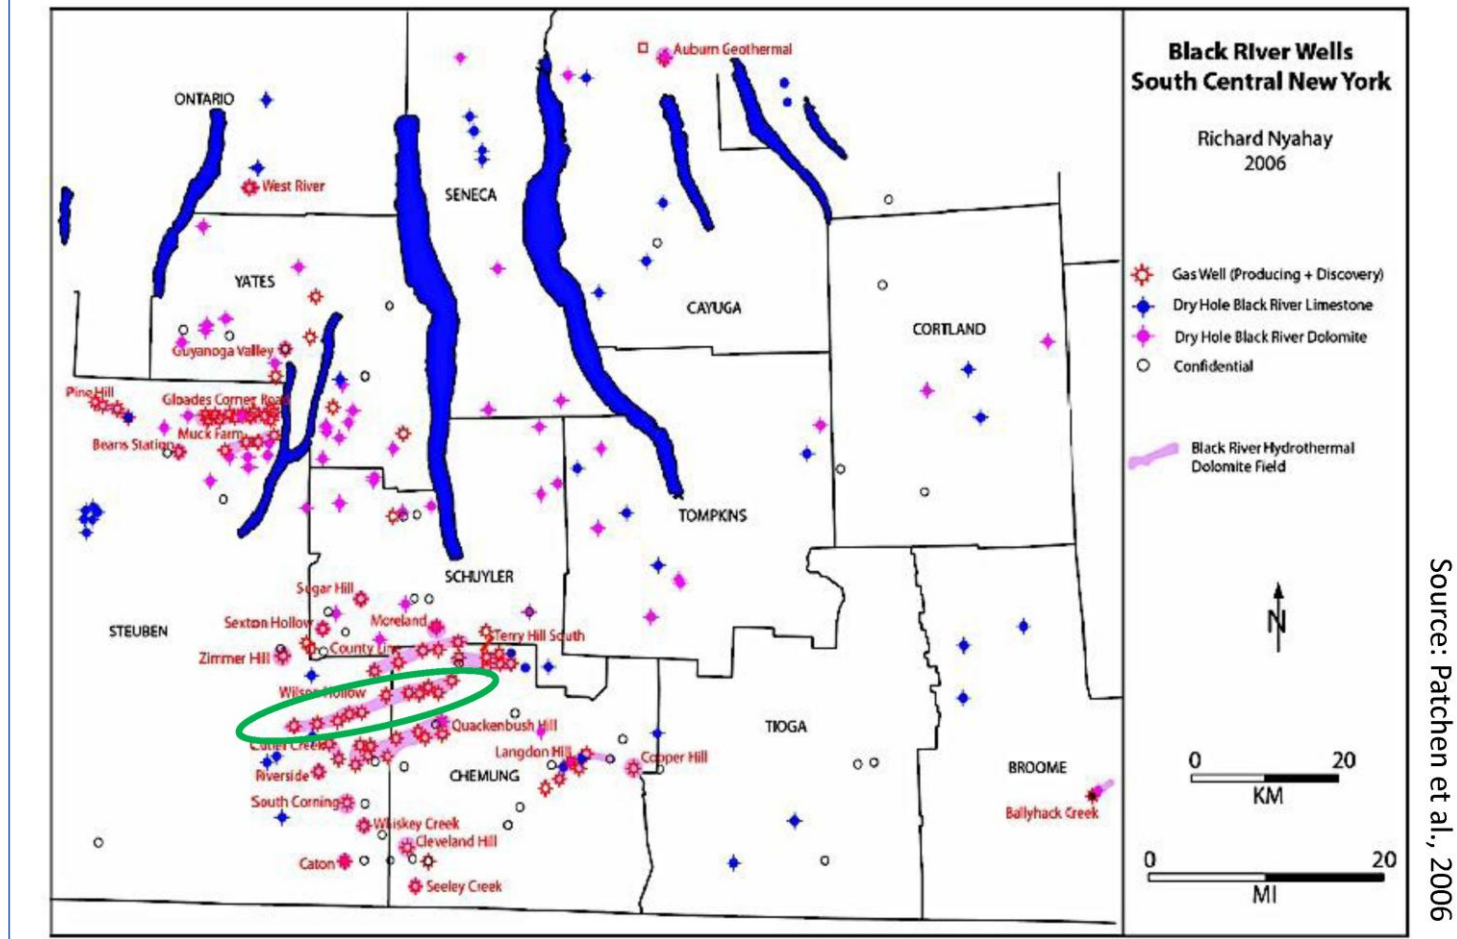 Black RIver Wells
South Central New York
Richard Nyahay
2006
Gas Well (Producing + Discovery)
Dry Hole Black River Limestone
Dry Hole Black River Dolomite
Confidential
Black River Hydrothermal
Dolomite Field
N
0 20
KM
0 20
MI
Source: Patchen et al., 2006
Auburn Geothermal
ONTARIO
West River
SENECA
YATES
CAYUGA
CORTLAND
Guyanoga Valley
Pine Hill
Gloades Corner Road
Muck Farm
Beans Station
TOMPKINS
SCHUYLER
Sugar Hill
Sexton Hollow
Moreland
STEUBEN
Terry Hill South
County Line
Zimmer Hill
Wilson Hollow
Quackenbush Hill
TIOGA
Cutler Creek
Langdon Hill
Copper Hill
Riverside
CHEMUNG
BROOME
South Corning
Ballyhack Creek
Whiskey Creek
Cleveland Hill
Caton
Seeley Creek